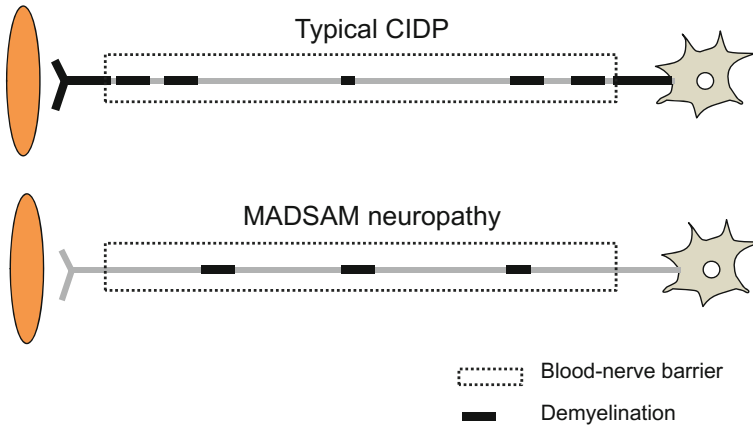 Typical CIDP
MADSAM neuropathy
Blood-nerve barrier
Demyelination